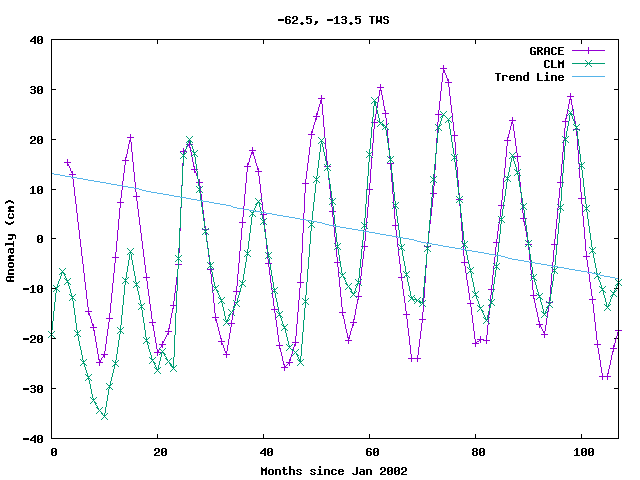 -62.5, -13.5 TWS
GRACE
CLM
Trend Line
40
30
20
10
0
-10
-20
-30
-40
Anomaly (cm)
0 20 40 60 80 100
Months since Jan 2002